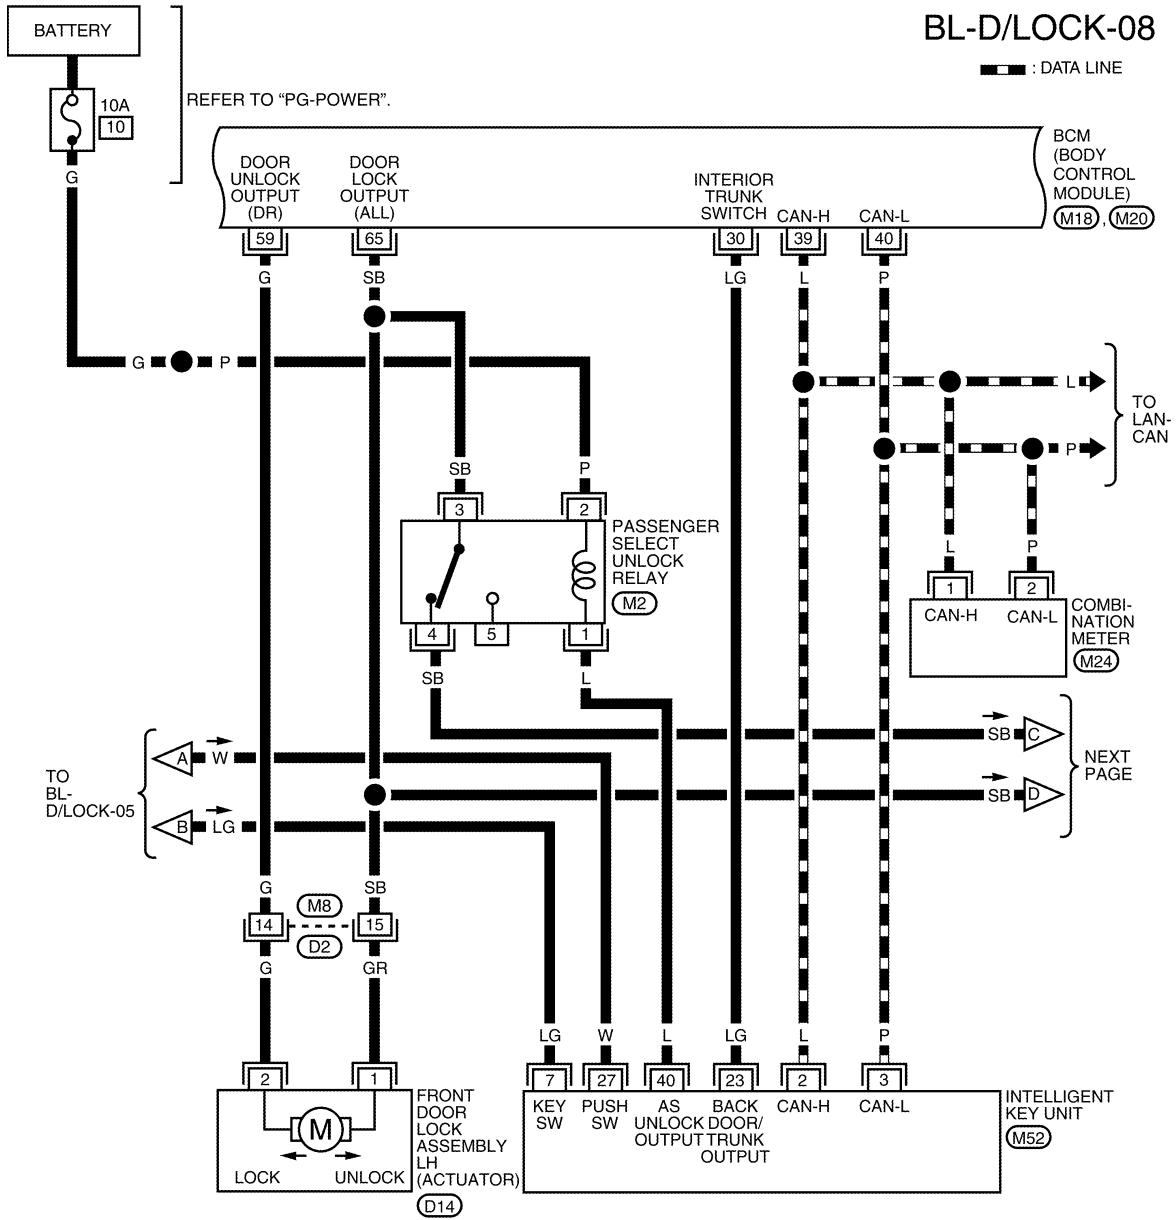 BL-D/LOCK-08
: DATA LINE
BATTERY
10A
10
REFER TO “PG-POWER”.
G
BCM
(BODY
CONTROL
MODULE)
M18 , M20
DOOR
UNLOCK
OUTPUT
(DR)
DOOR
LOCK
OUTPUT
(ALL)
INTERIOR
TRUNK
SWITCH
CAN-H
CAN-L
59
65
30
39
40
G
SB
LG
L
P
G
P
L
P
TO
LAN-
CAN
SB
P
3
2
PASSENGER
SELECT
UNLOCK
RELAY
M2
4
5
1
SB
L
L
P
1
2
CAN-H
CAN-L
COMBI-
NATION
METER
M24
TO
BL-
D/LOCK-05
A
W
B
LG
SB
C
SB
D
NEXT
PAGE
G
SB
14
15
M8
D2
G
GR
2
1
M
LOCK
UNLOCK
FRONT
DOOR
LOCK
ASSEMBLY
LH
(ACTUATOR)
D14
LG
W
L
LG
L
P
7
27
40
23
2
3
KEY
SW
PUSH
SW
AS
UNLOCK
OUTPUT
BACK
DOOR/
TRUNK
OUTPUT
CAN-H
CAN-L
INTELLIGENT
KEY UNIT
M52